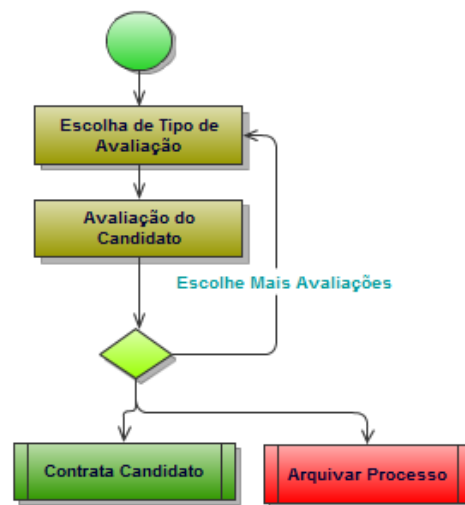 Escolha de Tipo de
Avaliação
Avaliação do
Candidato
Escolhe Mais Avaliações
Contrata Candidato
Arquivar Processo